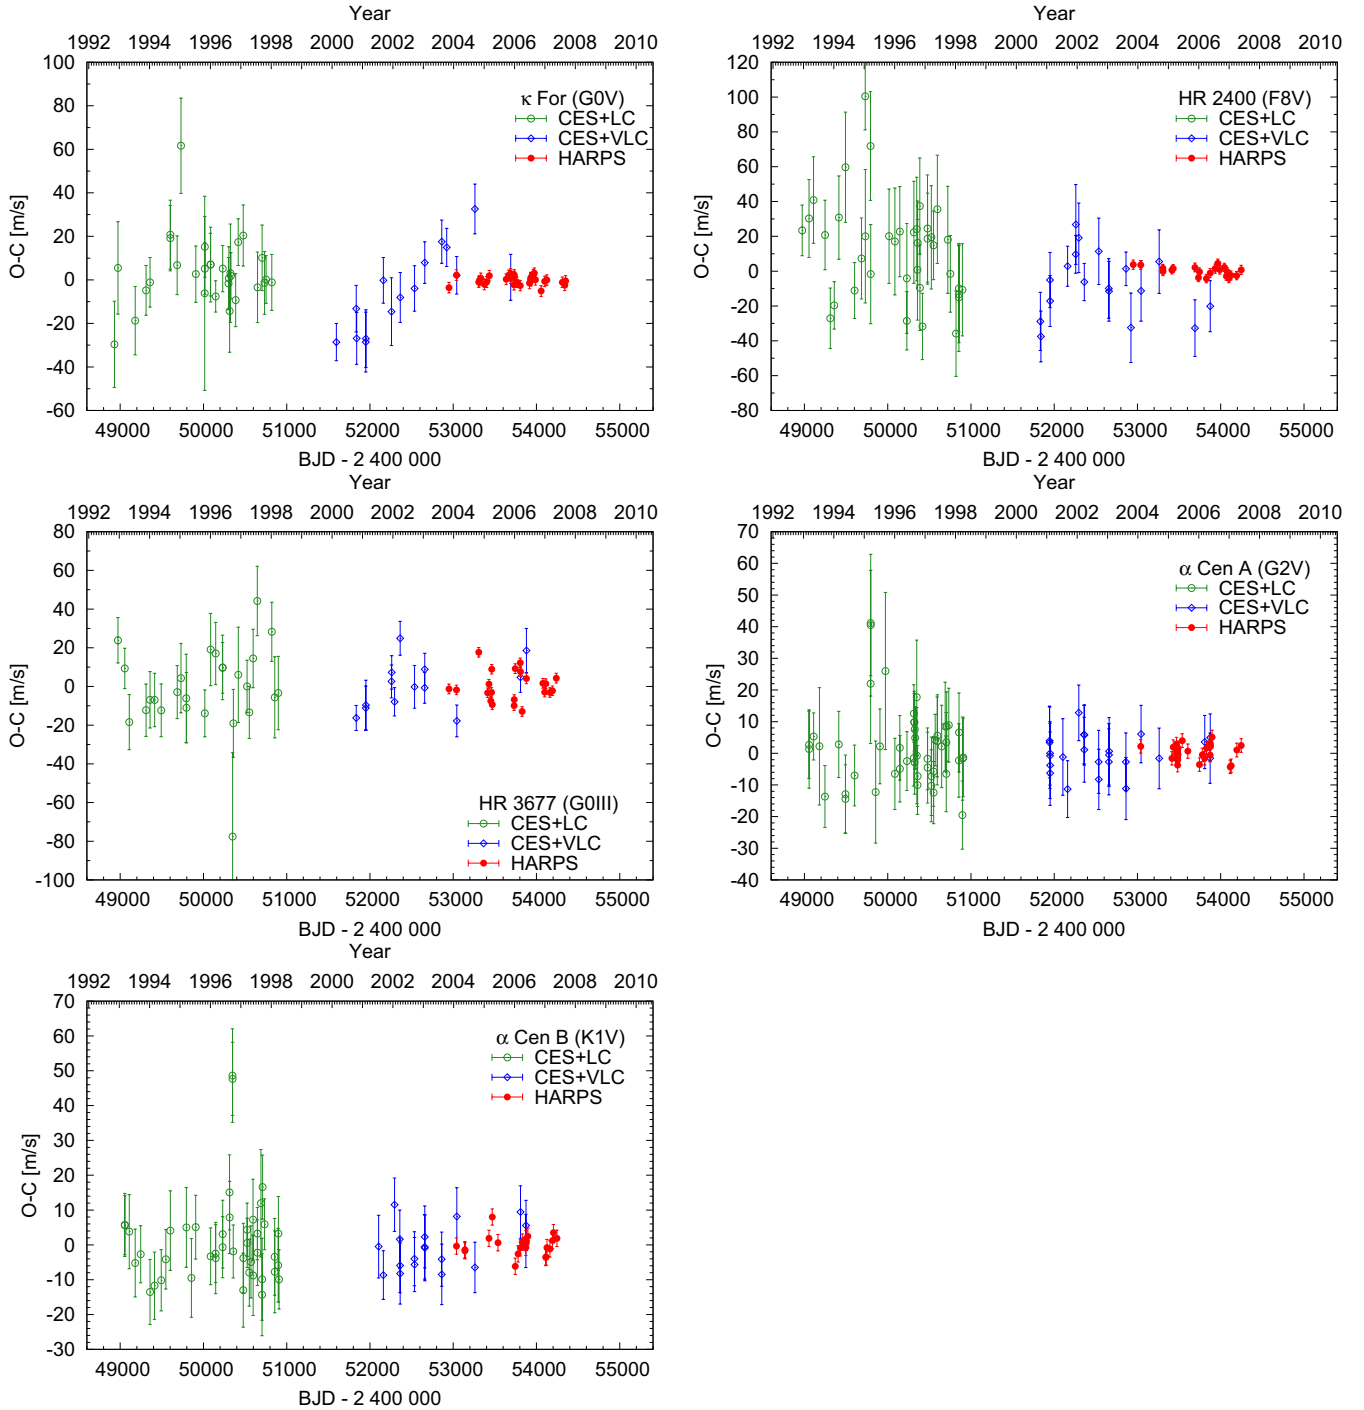 Year
1992 1994 1996 1998 2000 2002 2004 2006 2008 2010
100
80
60
40
20
0
-20
-40
-60
O-C [m/s]
κ For (G0V)
CES+LC
CES+VLC
HARPS
49000 50000 51000 52000 53000 54000 55000
BJD - 2 400 000
Year
1992 1994 1996 1998 2000 2002 2004 2006 2008 2010
120
100
80
60
40
20
0
-20
-40
-60
-80
O-C [m/s]
HR 2400 (F8V)
CES+LC
CES+VLC
HARPS
49000 50000 51000 52000 53000 54000 55000
BJD - 2 400 000
Year
1992 1994 1996 1998 2000 2002 2004 2006 2008 2010
80
60
40
20
0
-20
-40
-60
-80
-100
O-C [m/s]
HR 3677 (G0III)
CES+LC
CES+VLC
HARPS
49000 50000 51000 52000 53000 54000 55000
BJD - 2 400 000
Year
1992 1994 1996 1998 2000 2002 2004 2006 2008 2010
70
60
50
40
30
20
10
0
-10
-20
-30
-40
O-C [m/s]
α Cen A (G2V)
CES+LC
CES+VLC
HARPS
49000 50000 51000 52000 53000 54000 55000
BJD - 2 400 000
Year
1992 1994 1996 1998 2000 2002 2004 2006 2008 2010
70
60
50
40
30
20
10
0
-10
-20
-30
O-C [m/s]
α Cen B (K1V)
CES+LC
CES+VLC
HARPS
49000 50000 51000 52000 53000 54000 55000
BJD - 2 400 000